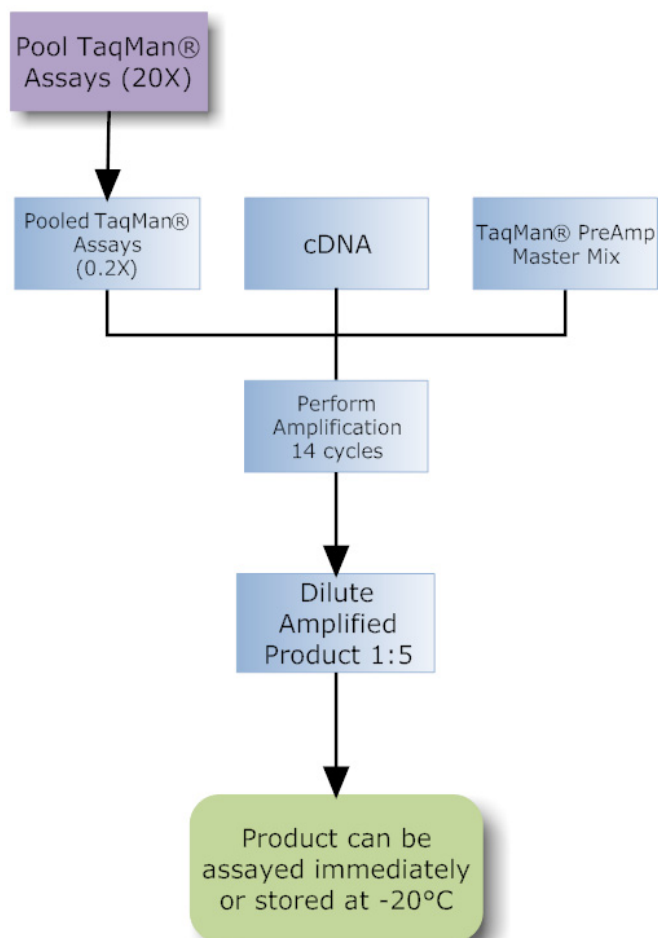 Pool TaqMan®
Assays (20X)
Pooled TaqMan®
Assays
(0.2X)
cDNA
TaqMan® PreAmp
Master Mix
Perform
Amplification
14 cycles
Dilute
Amplified
Product 1:5
Product can be
assayed immediately
or stored at -20°C